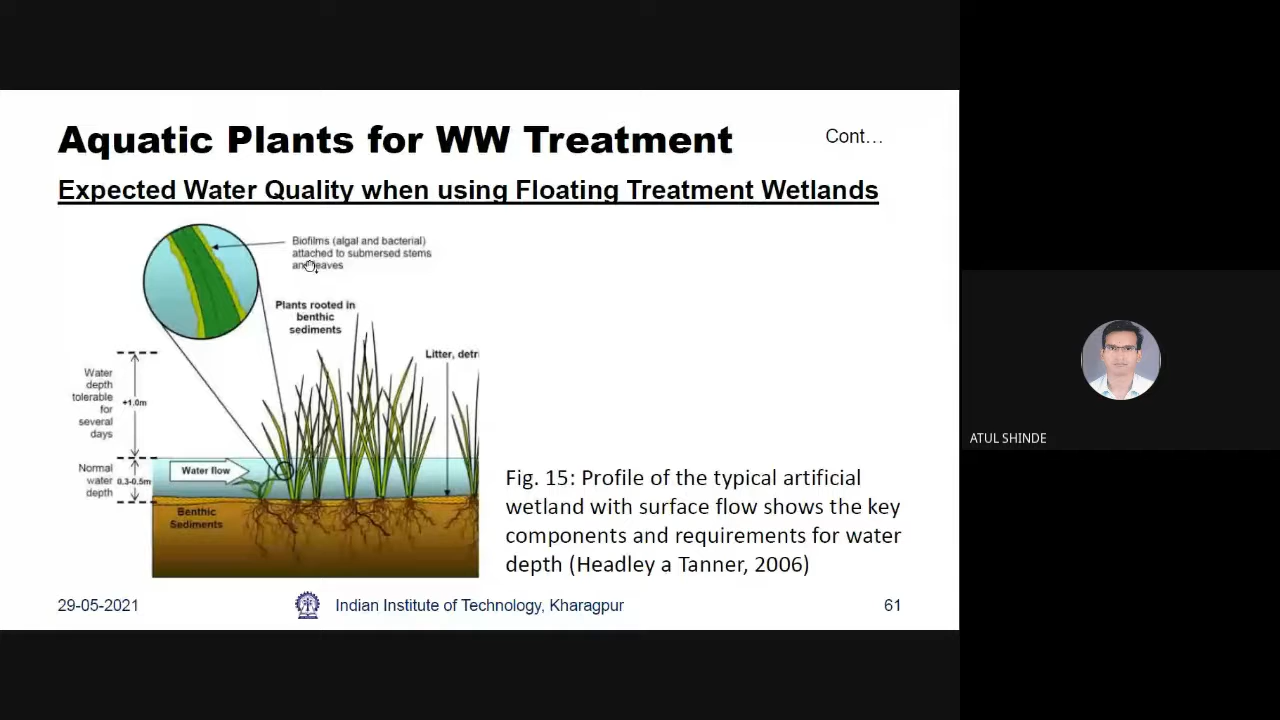 Aquatic Plants for WW Treatment
Cont...
Expected Water Quality when using Floating Treatment Wetlands
Biofilms (algal and bacterial)
attached to submersed stems
and leaves
Plants rooted in
benthic
sediments
Litter, detri
Water
depth
tolerable
for
several
days
+1.0m
Normal
water
depth
0.3-0.5m
Water flow
Benthic
Sediments
Fig. 15: Profile of the typical artificial
wetland with surface flow shows the key
components and requirements for water
depth (Headley a Tanner, 2006)
29-05-2021
Indian Institute of Technology, Kharagpur
61
ATUL SHINDE